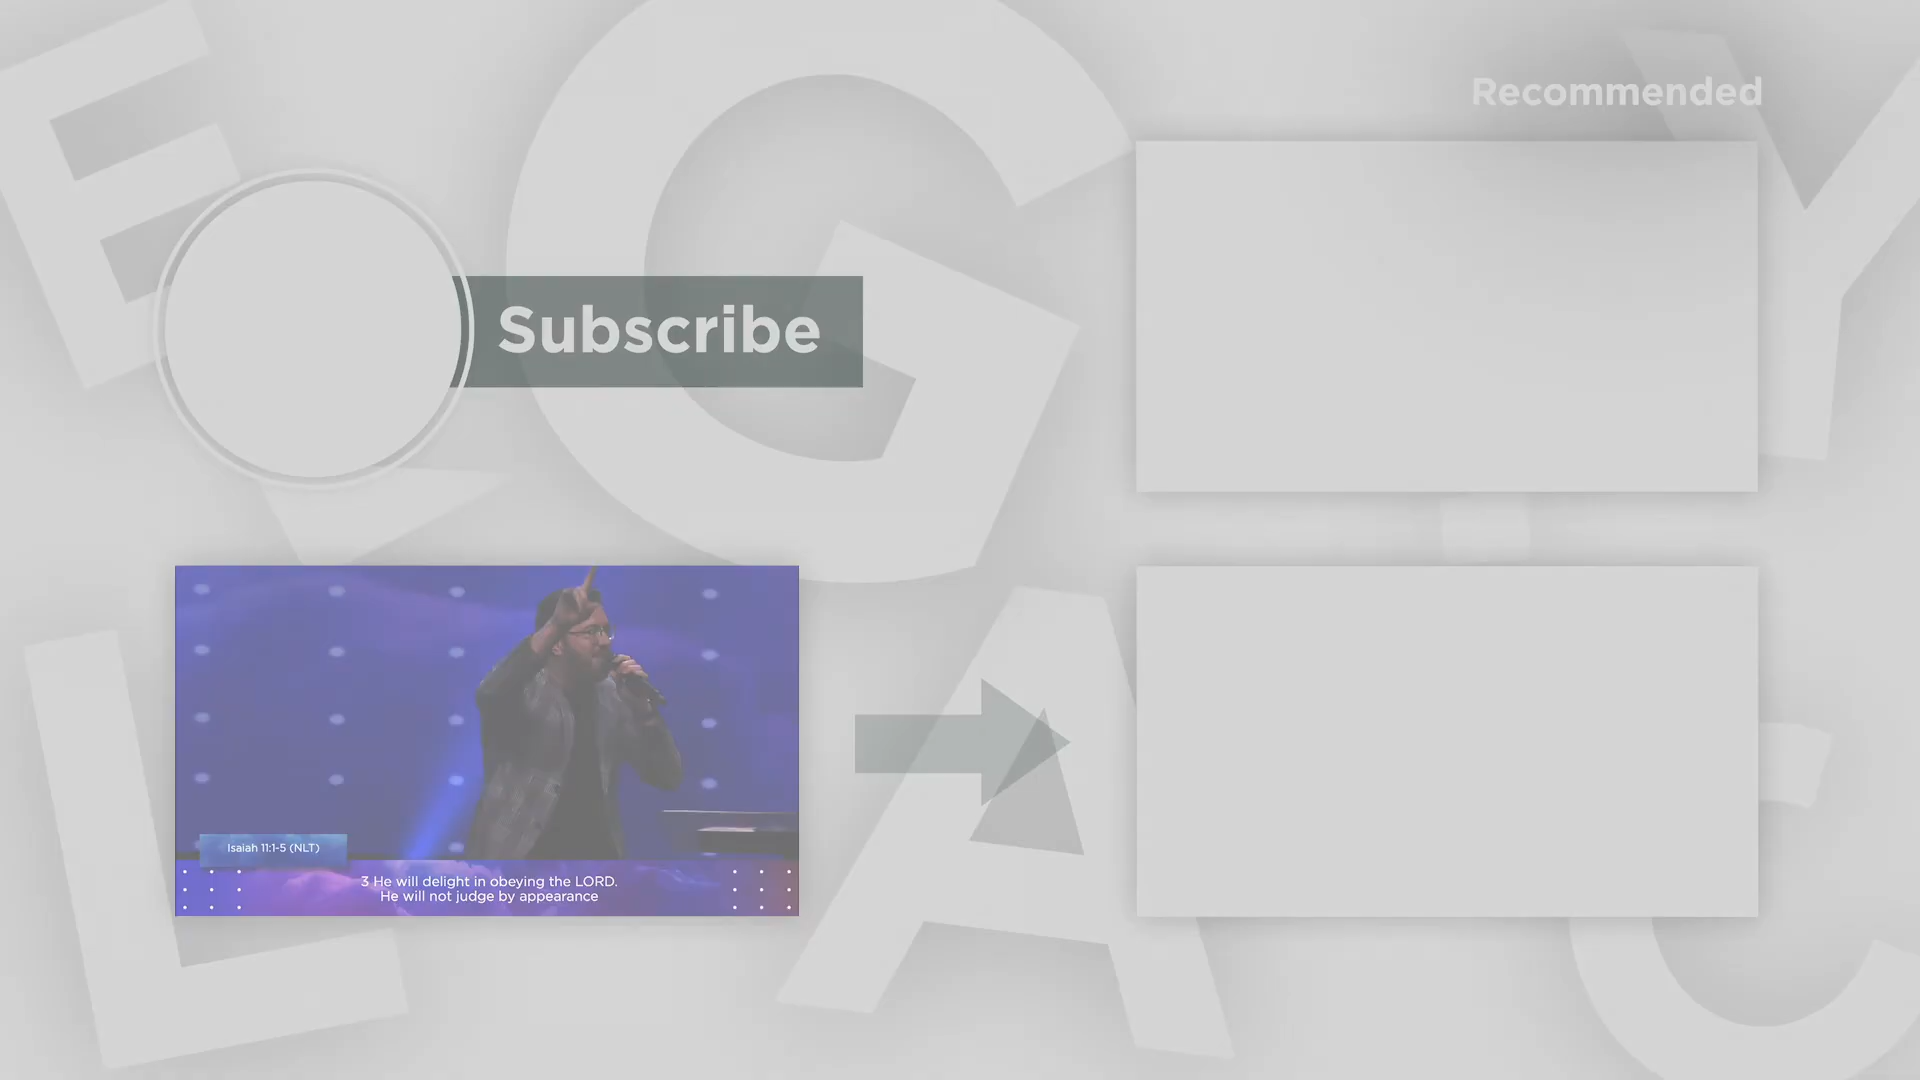 Recommended
Subscribe
Isaiah 11:1-5 (NLT)
3 He will delight in obeying the LORD.
He will not judge by appearance
E
G
Y
L
A
C